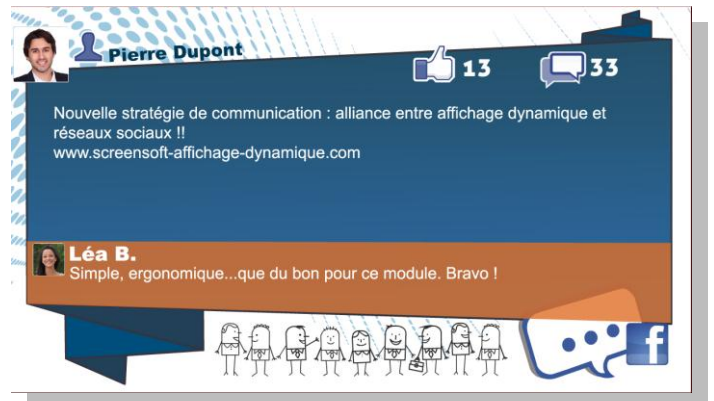 Pierre Dupont
13
33
Nouvelle stratégie de communication : alliance entre affichage dynamique et
réseaux sociaux !!
www.screensoft-affichage-dynamique.com
Léa B.
Simple, ergonomique...que du bon pour ce module. Bravo !
f